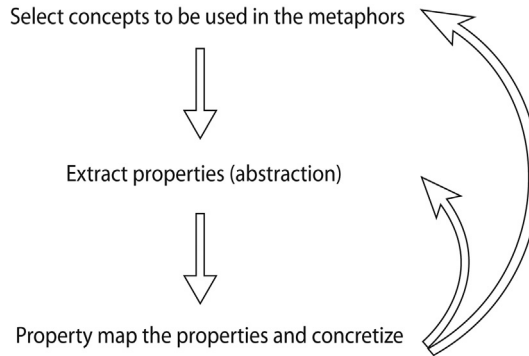 Select concepts to be used in the metaphors
Extract properties (abstraction)
Property map the properties and concretize